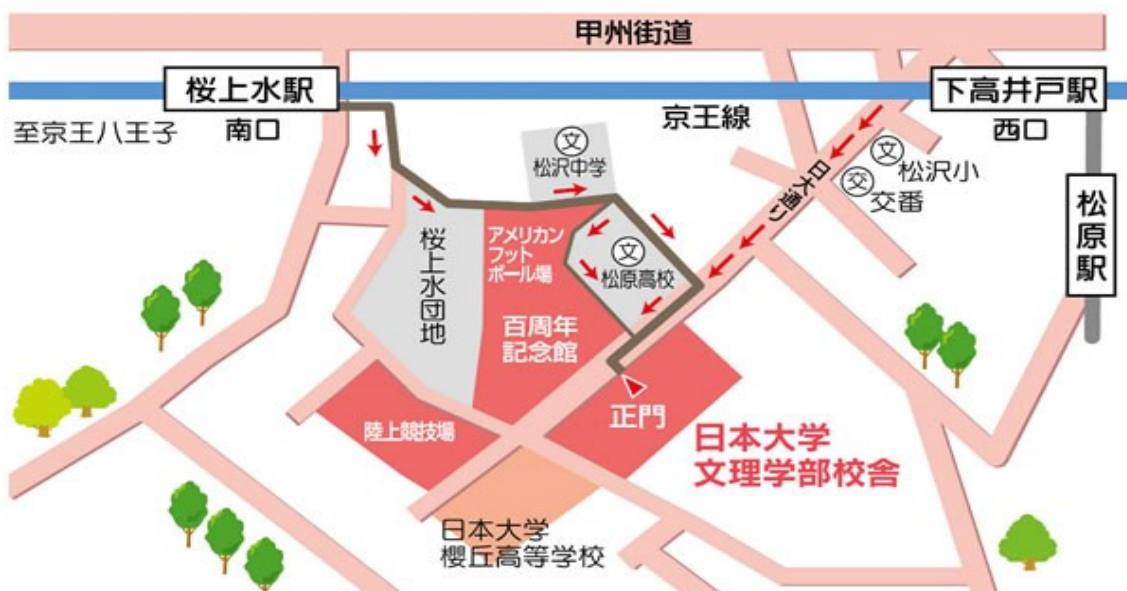 甲州街道
桜上水駅
下高井戸駅
至京王八王子
南口
京王線
西口
文
松沢中学
文
松沢小
交
交番
日大通り
松原駅
桜上水団地
アメリカン
フット
ボール場
文
松原高校
百周年
記念館
正門
陸上競技場
日本大学
文理学部校舎
日本大学
櫻丘高等学校